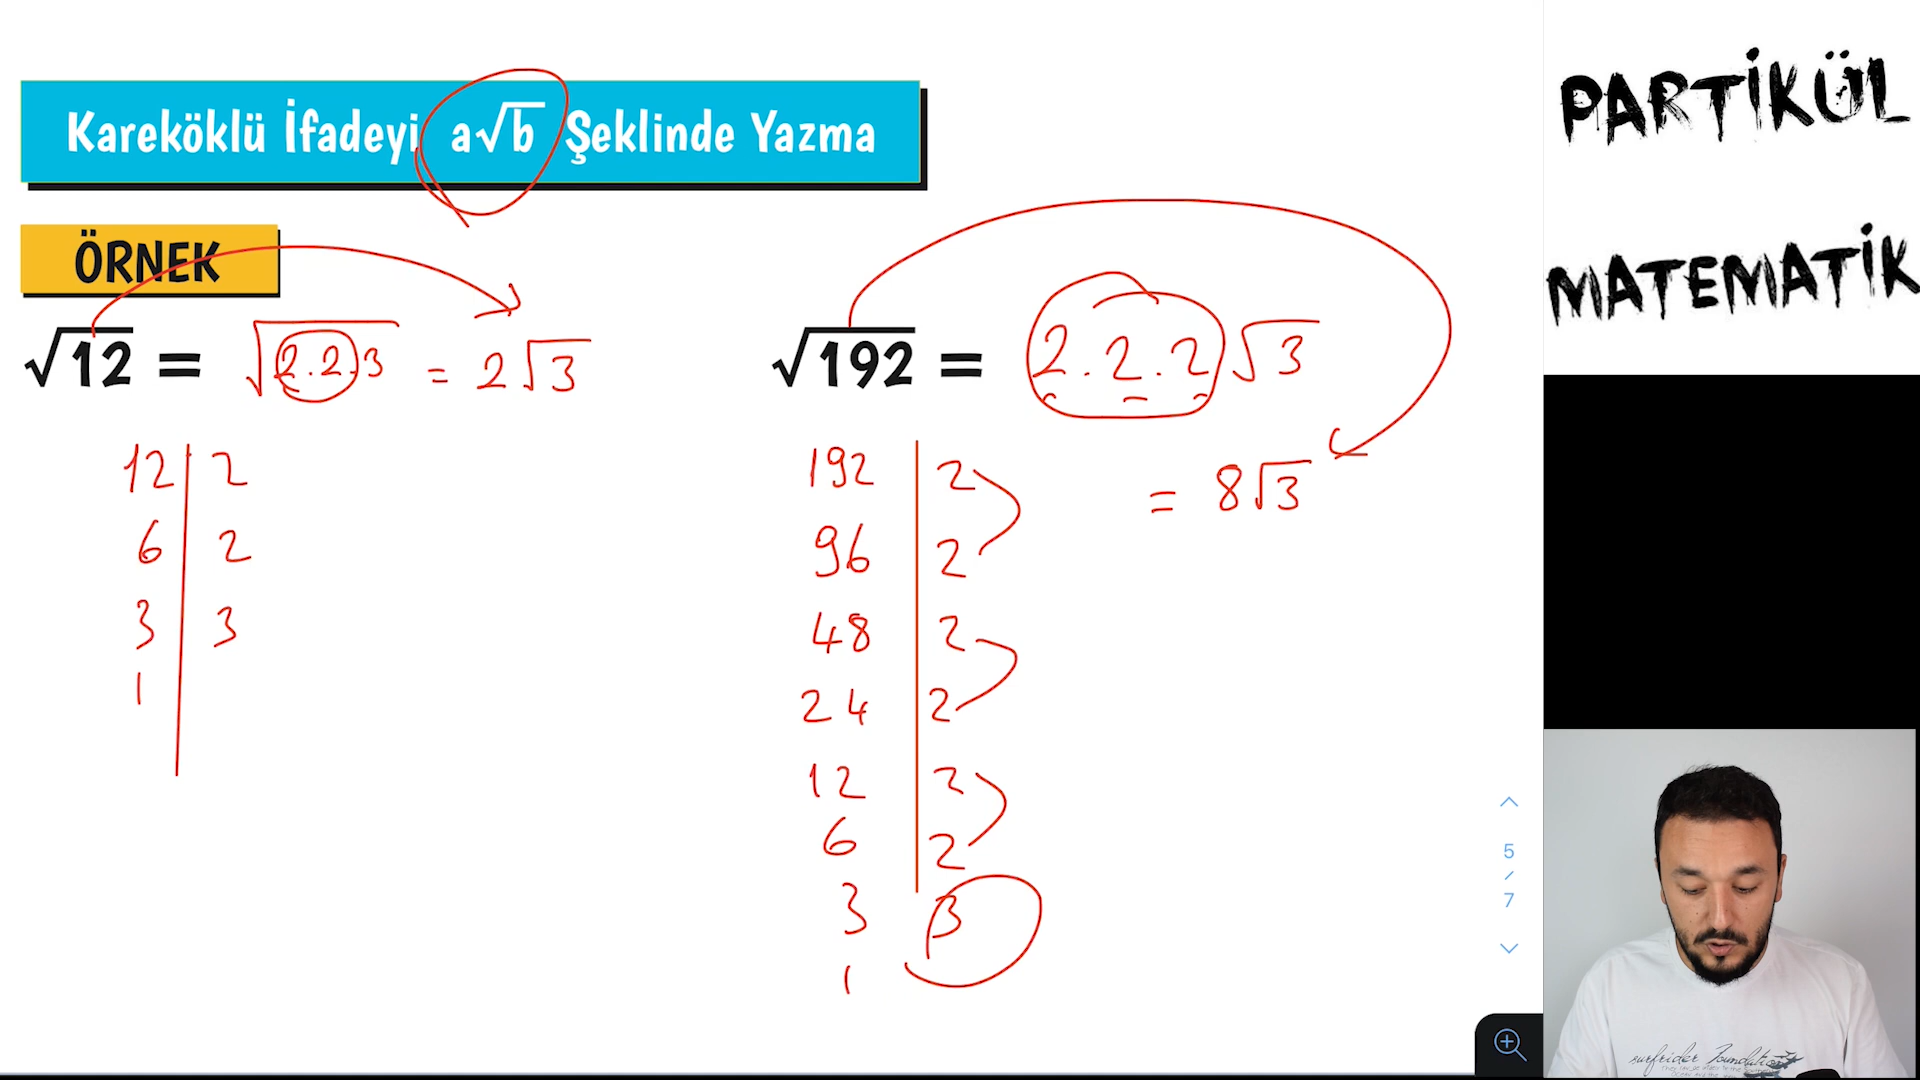 Kareköklü İfadeyi a√b Şeklinde Yazma
ÖRNEK
√12 = √2.2.3 = 2√3
12 | 2
6 | 2
3 | 3
1
√192 = 2.2.2√3
= 8√3
192 | 2
96 | 2
48 | 2
24 | 2
12 | 2
6 | 2
3 | 3
1
PARTİKÜL
MATEMATİK
5
/
7
surfrider Foundation